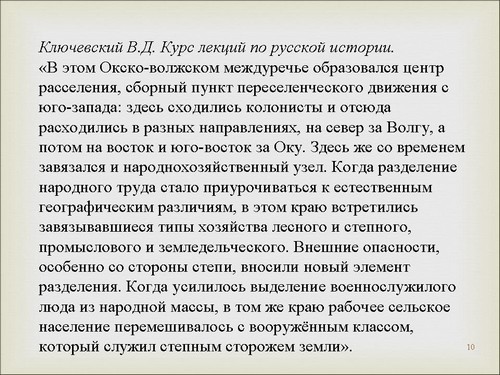 Ключевский В.Д. Курс лекций по русской истории.
«В этом Окско-волжском междуречье образовался центр
расселения, сборный пункт переселенческого движения с
юго-запада: здесь сходились колонисты и отсюда
расходились в разных направлениях, на север за Волгу, а
потом на восток и юго-восток за Оку. Здесь же со временем
завязался и народнохозяйственный узел. Когда разделение
народного труда стало приурочиваться к естественным
географическим различиям, в этом краю встретились
завязывавшиеся типы хозяйства лесного и степного,
промыслового и земледельческого. Внешние опасности,
особенно со стороны степи, вносили новый элемент
разделения. Когда усилилось выделение военнослужилого
люда из народной массы, в том же краю рабочее сельское
население перемешивалось с вооружённым классом,
который служил степным сторожем земли».
10